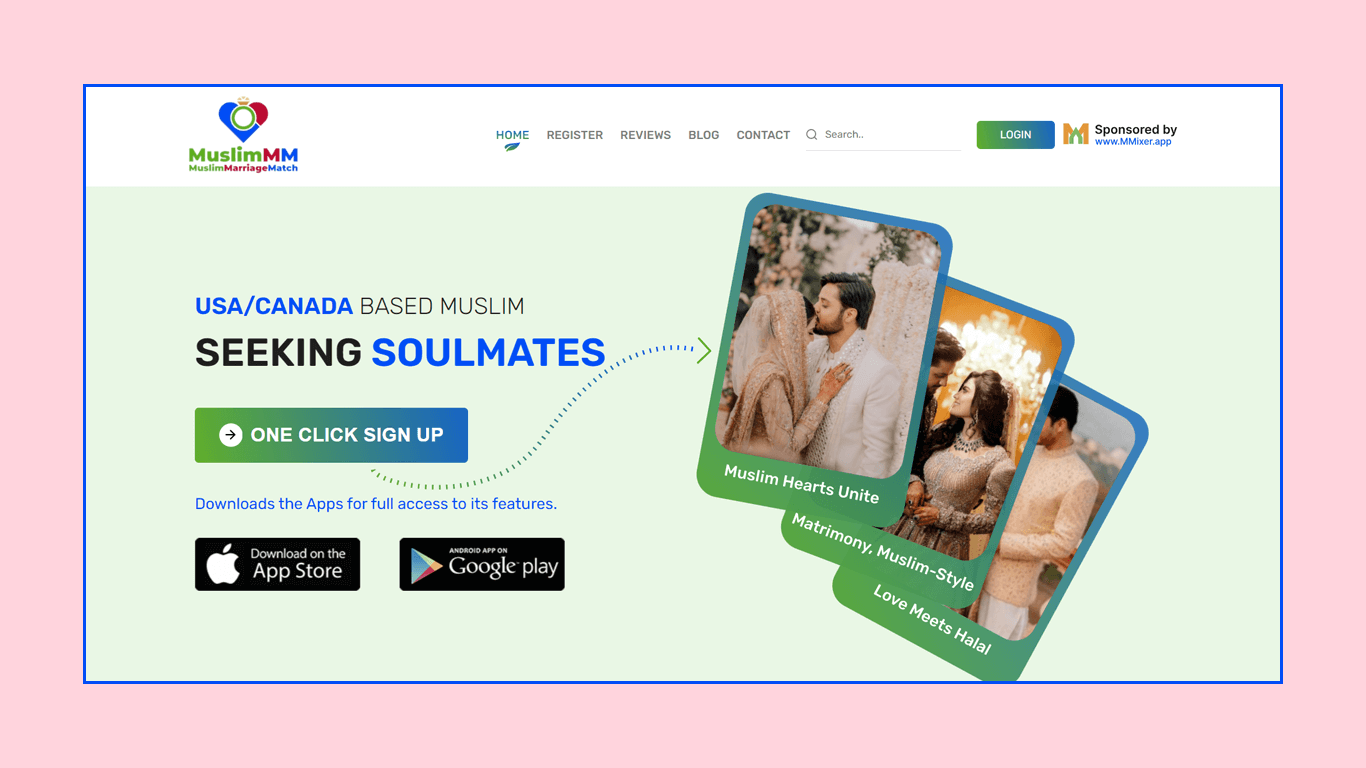 MuslimMM
MuslimMarriageMatch
HOME
REGISTER
REVIEWS
BLOG
CONTACT
Search..
LOGIN
Sponsored by
www.MMixer.app
USA/CANADA BASED MUSLIM
SEEKING SOULMATES
ONE CLICK SIGN UP
Downloads the Apps for full access to its features.
Download on the
App Store
ANDROID APP ON
Google play
Muslim Hearts Unite
Matrimony, Muslim-Style
Love Meets Halal